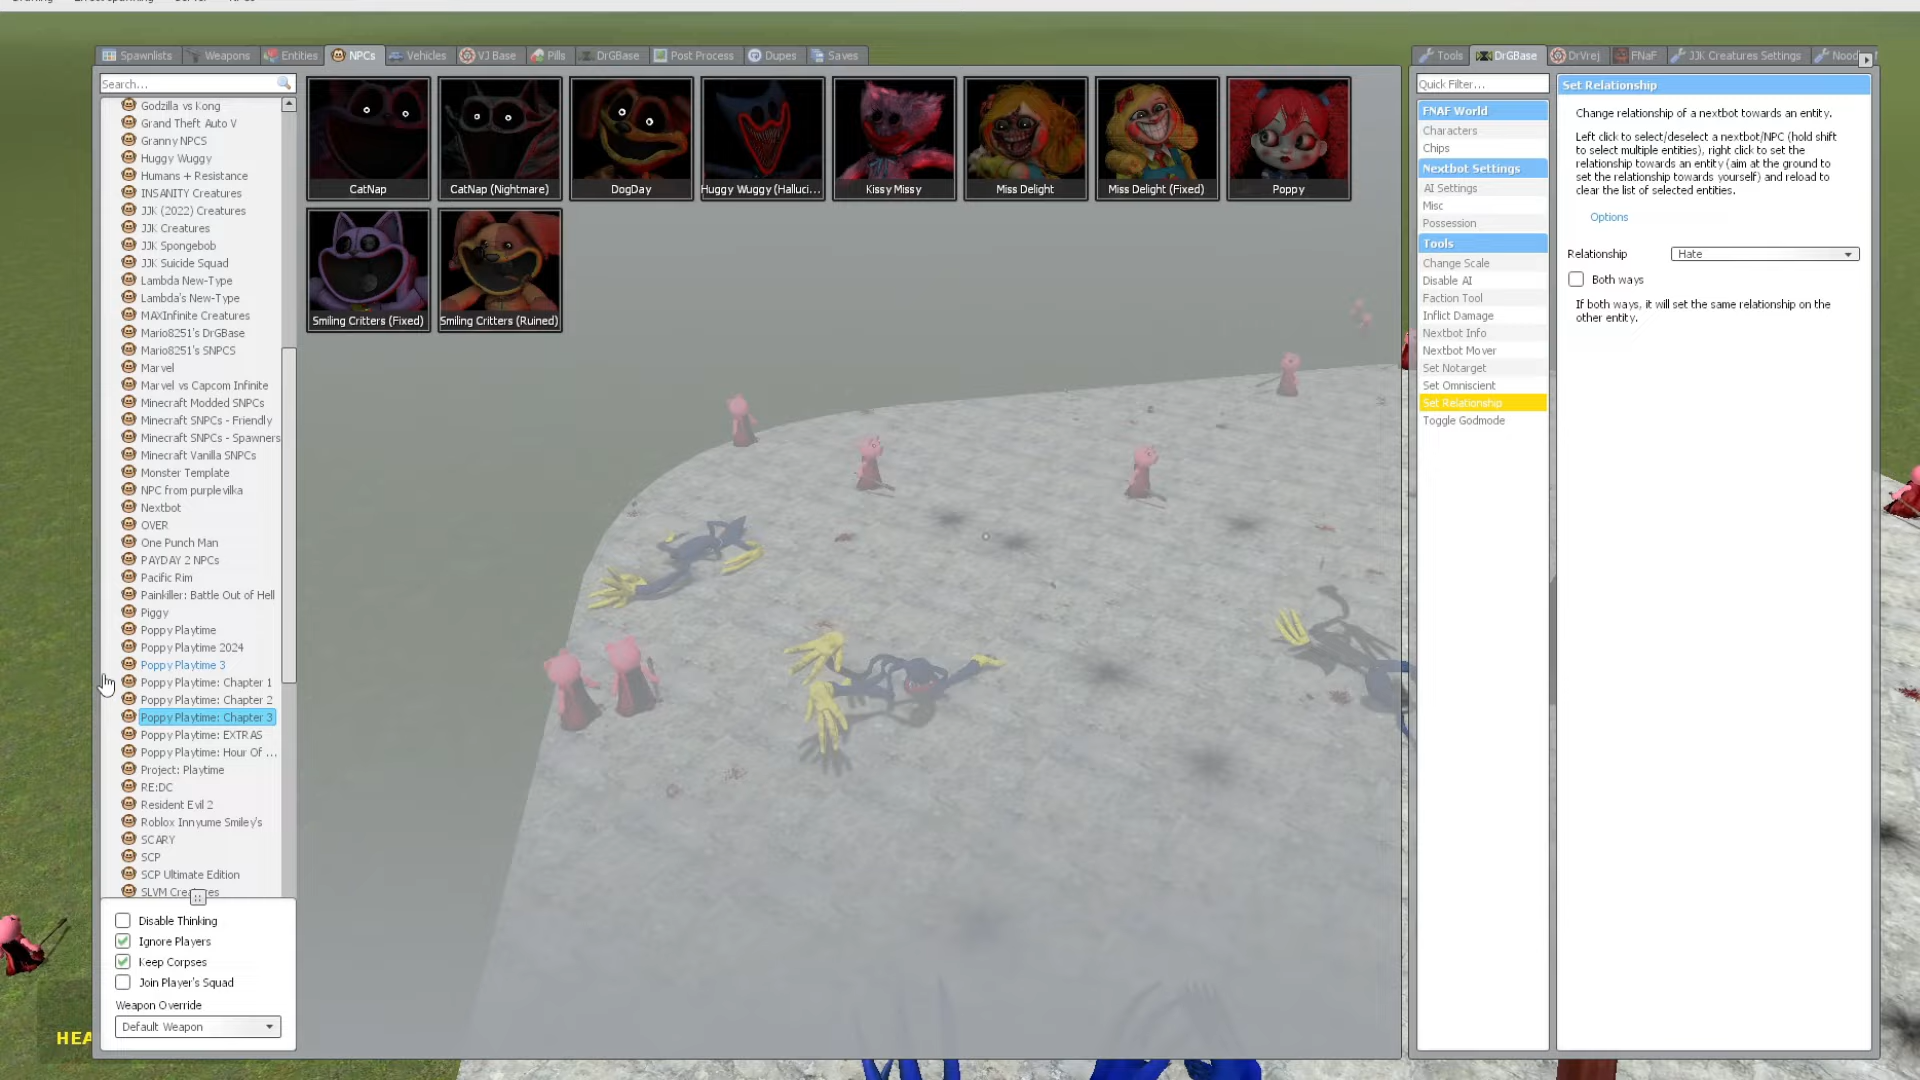 Spawnlists Weapons Entities NPCs Vehicles VJ Base Pills DrGBase Post Process Dupes Saves
Search...
Godzilla vs Kong
Grand Theft Auto V
Granny NPCS
Huggy Wuggy
Humans + Resistance
INSANITY Creatures
JJK (2022) Creatures
JJK Creatures
JJK Spongebob
JJK Suicide Squad
Lambda New-Type
Lambda's New-Type
MAXInfinite Creatures
Mario8251's DrGBase
Mario8251's SNPCS
Marvel
Marvel vs Capcom Infinite
Minecraft Modded SNPCs
Minecraft SNPCs - Friendly
Minecraft SNPCs - Spawners
Minecraft Vanilla SNPCs
Monster Template
NPC from purplevilka
Nextbot
OVER
One Punch Man
PAYDAY 2 NPCs
Pacific Rim
Painkiller: Battle Out of Hell
Piggy
Poppy Playtime
Poppy Playtime 2024
Poppy Playtime 3
Poppy Playtime: Chapter 1
Poppy Playtime: Chapter 2
Poppy Playtime: Chapter 3
Poppy Playtime: EXTRAS
Poppy Playtime: Hour Of ...
Project: Playtime
RE:DC
Resident Evil 2
Roblox Innyume Smiley's
SCARY
SCP
SCP Ultimate Edition
SLVM Creatures
Disable Thinking
Ignore Players
Keep Corpses
Join Player's Squad
Weapon Override
Default Weapon
CatNap
CatNap (Nightmare)
DogDay
Huggy Wuggy (Halluci...
Kissy Missy
Miss Delight
Miss Delight (Fixed)
Poppy
Smiling Critters (Fixed)
Smiling Critters (Ruined)
Tools DrGBase DrVrej FNaF JJK Creatures Settings Nood
Quick Filter...
FNAF World
Characters
Chips
Nextbot Settings
AI Settings
Misc
Possession
Tools
Change Scale
Disable AI
Faction Tool
Inflict Damage
Nextbot Info
Nextbot Mover
Set Notarget
Set Omniscient
Set Relationship
Toggle Godmode
Set Relationship
Change relationship of a nextbot towards an entity.
Left click to select/deselect a nextbot/NPC (hold shift
to select multiple entities), right click to set the
relationship towards an entity (aim at the ground to
set the relationship towards yourself) and reload to
clear the list of selected entities.
Options
Relationship Hate
Both ways
If both ways, it will set the same relationship on the
other entity.
HEA